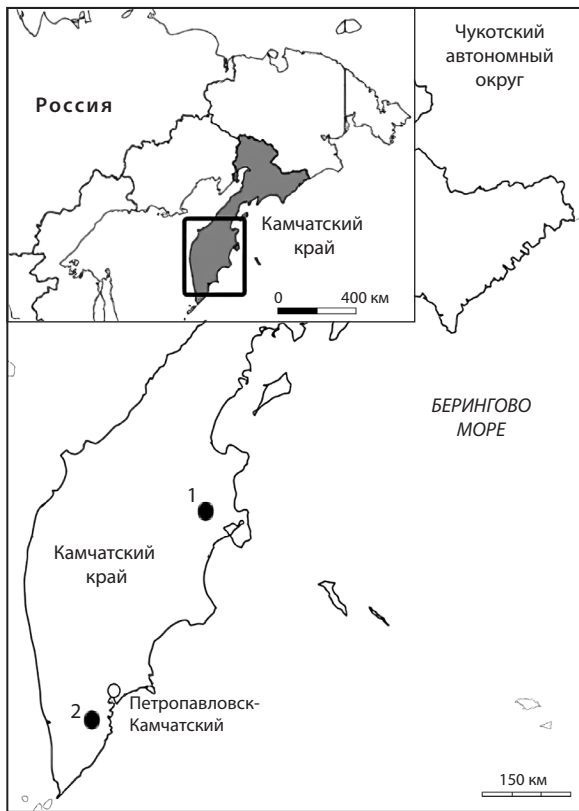 Чукотский
автономный
округ
Россия
Камчатский
край
0 400 км
БЕРИНГОВО
МОРЕ
1
Камчатский
край
Петропавловск-
Камчатский
2
150 км